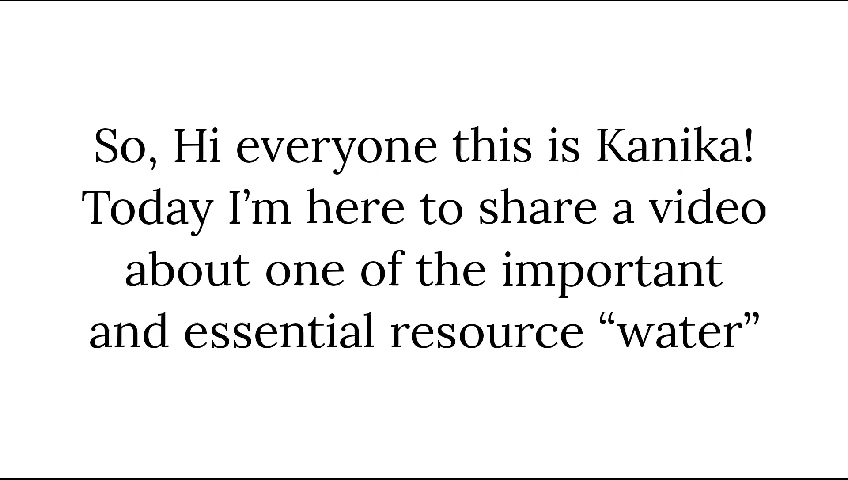 So, Hi everyone this is Kanika!
Today I’m here to share a video
about one of the important
and essential resource “water”